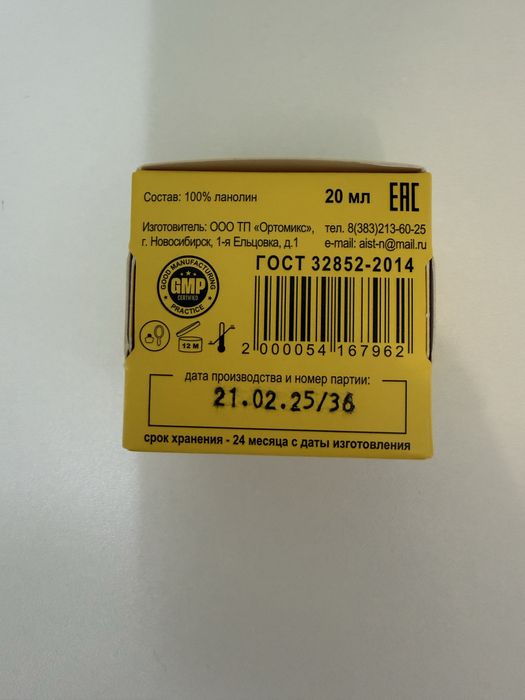 Состав: 100% ланолин 20 мл EAC
Изготовитель: ООО ТП «Ортомикс», тел. 8(383)213-60-25
г. Новосибирск, 1-я Ельцовка, д.1 e-mail: aist-n@mail.ru
GOOD MANUFACTURING
GMP
CERTIFIED
PRACTICE
ГОСТ 32852-2014
12 M
2 000054 167962
дата производства и номер партии:
21.02.25/36
срок хранения - 24 месяца с даты изготовления